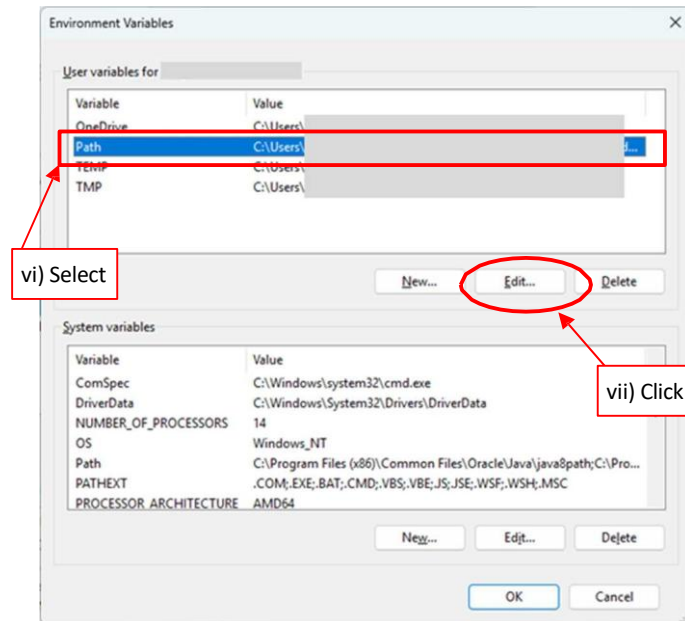 Environment Variables
User variables for
Variable Value
OneDrive C:\Users\
Path C:\Users\ d...
TEMP C:\Users\
TMP C:\Users\
vi) Select
New... Edit... Delete
System variables
Variable Value
ComSpec C:\Windows\system32\cmd.exe
DriverData C:\Windows\System32\Drivers\DriverData
vii) Click
NUMBER_OF_PROCESSORS 14
OS Windows_NT
Path C:\Program Files (x86)\Common Files\Oracle\Java\java8path;C:\Pro...
PATHEXT .COM;.EXE;.BAT;.CMD;.VBS;.VBE;.JS;.JSE;.WSF;.WSH;.MSC
PROCESSOR_ARCHITECTURE AMD64
New... Edit... Delete
OK Cancel